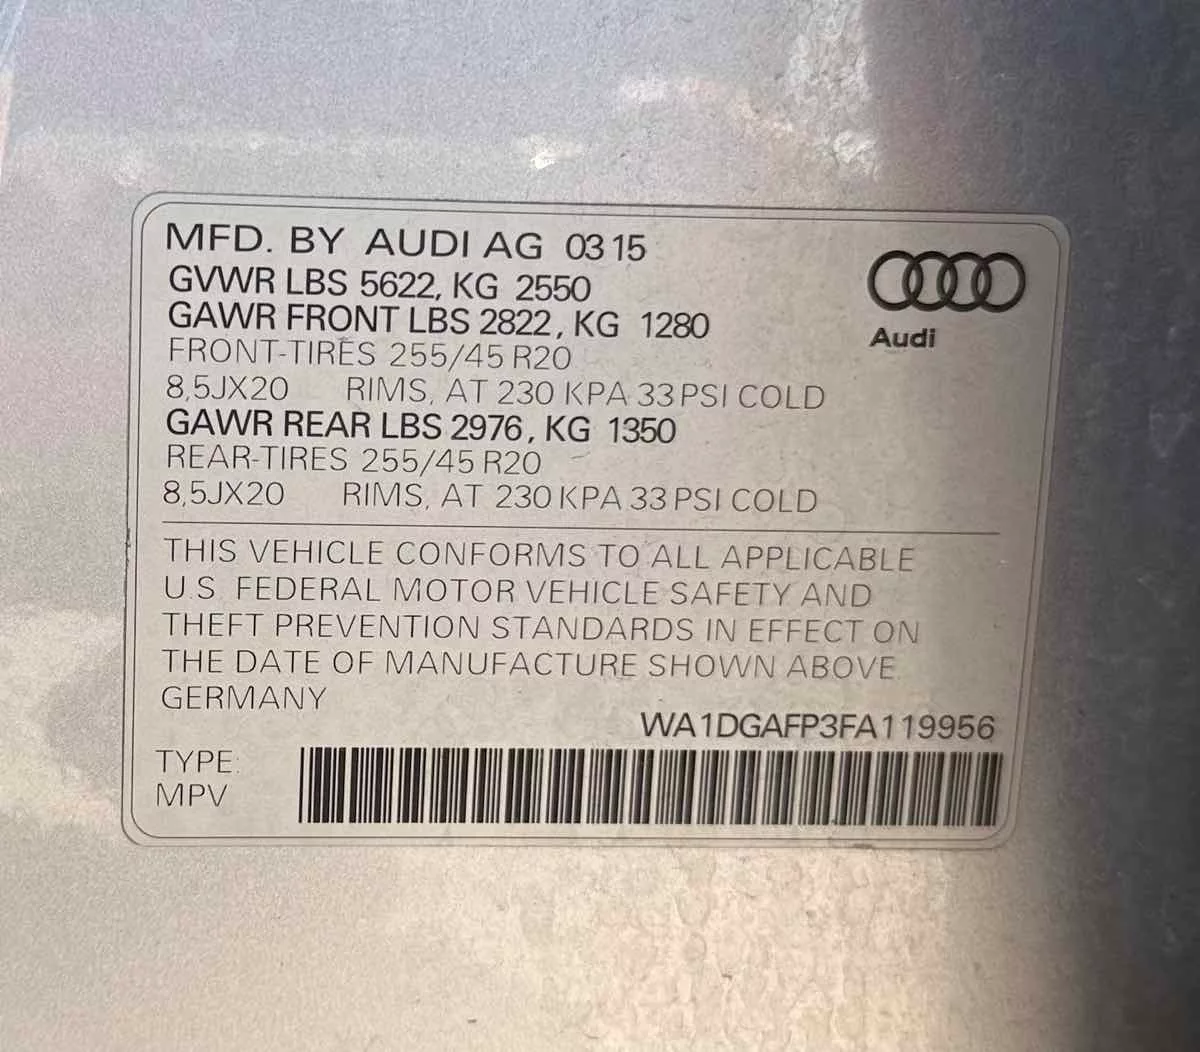 MFD. BY AUDI AG 03 15
GVWR LBS 5622, KG 2550
GAWR FRONT LBS 2822, KG 1280
FRONT-TIRES 255/45 R20
8,5JX20 RIMS, AT 230 KPA 33 PSI COLD
GAWR REAR LBS 2976, KG 1350
REAR-TIRES 255/45 R20
8,5JX20 RIMS, AT 230 KPA 33 PSI COLD
Audi
THIS VEHICLE CONFORMS TO ALL APPLICABLE
U.S. FEDERAL MOTOR VEHICLE SAFETY AND
THEFT PREVENTION STANDARDS IN EFFECT ON
THE DATE OF MANUFACTURE SHOWN ABOVE
GERMANY
WA1DGAFP3FA119956
TYPE:
MPV